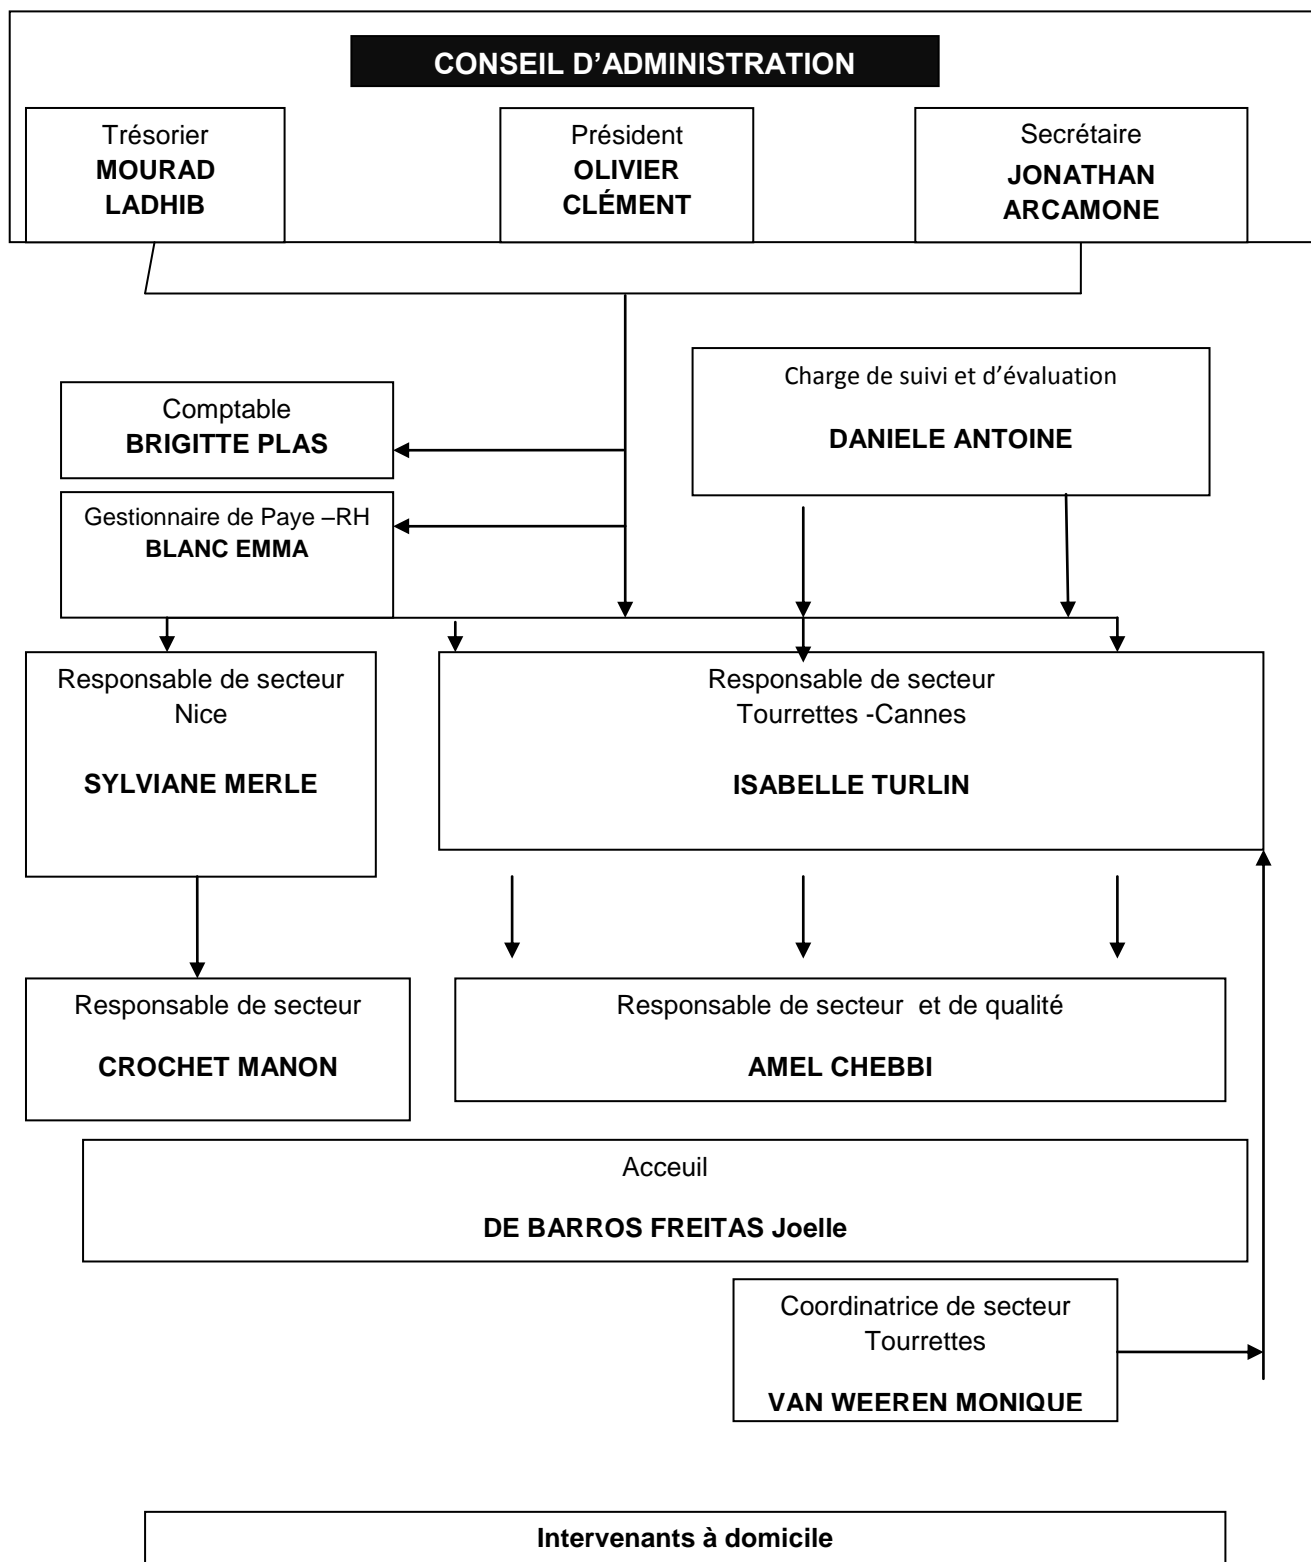 CONSEIL D’ADMINISTRATION
Trésorier
MOURAD
LADHIB
Président
OLIVIER
CLÉMENT
Secrétaire
JONATHAN
ARCAMONE
Charge de suivi et d’évaluation
DANIELE ANTOINE
Comptable
BRIGITTE PLAS
Gestionnaire de Paye –RH
BLANC EMMA
Responsable de secteur
Nice
SYLVIANE MERLE
Responsable de secteur
Tourrettes -Cannes
ISABELLE TURLIN
Responsable de secteur
CROCHET MANON
Responsable de secteur  et de qualité
AMEL CHEBBI
Acceuil
DE BARROS FREITAS Joelle
Coordinatrice de secteur
Tourrettes
VAN WEEREN MONIQUE
Intervenants à domicile